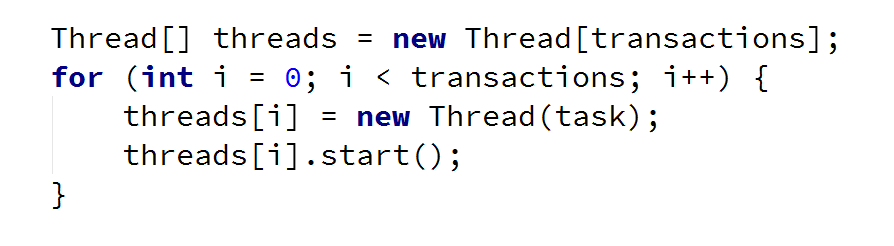 Thread[] threads = new Thread[transactions];
for (int i = 0; i < transactions; i++) {
    threads[i] = new Thread(task);
    threads[i].start();
}